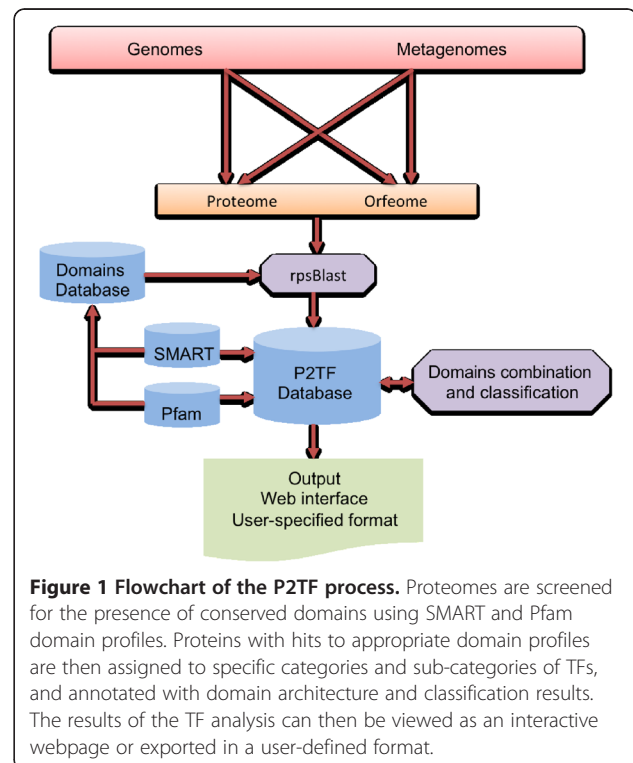 Genomes Metagenomes
Proteome Orfeome
Domains
Database
rpsBlast
SMART
Pfam
P2TF
Database
Domains combination
and classification
Output
Web interface
User-specified format
Figure 1 Flowchart of the P2TF process. Proteomes are screened
for the presence of conserved domains using SMART and Pfam
domain profiles. Proteins with hits to appropriate domain profiles
are then assigned to specific categories and sub-categories of TFs,
and annotated with domain architecture and classification results.
The results of the TF analysis can then be viewed as an interactive
webpage or exported in a user-defined format.